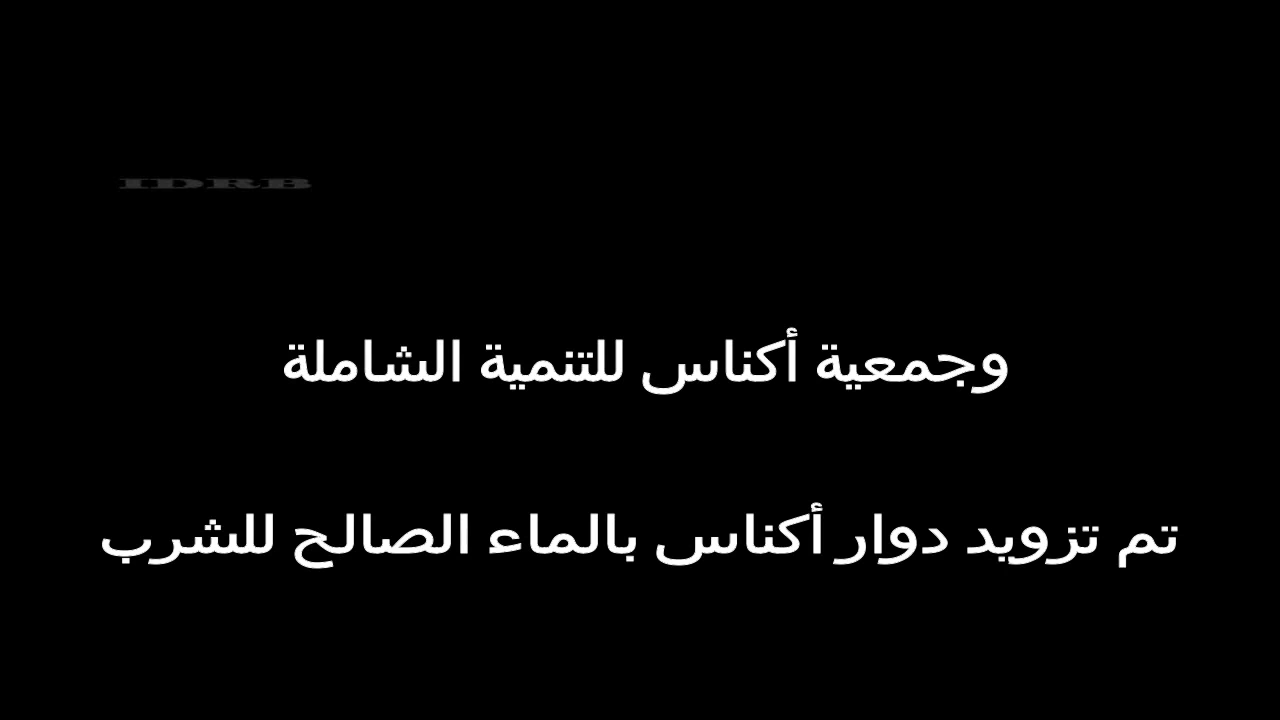 IDRB
وجمعية أكناس للتنمية الشاملة
تم تزويد دوار أكناس بالماء الصالح للشرب